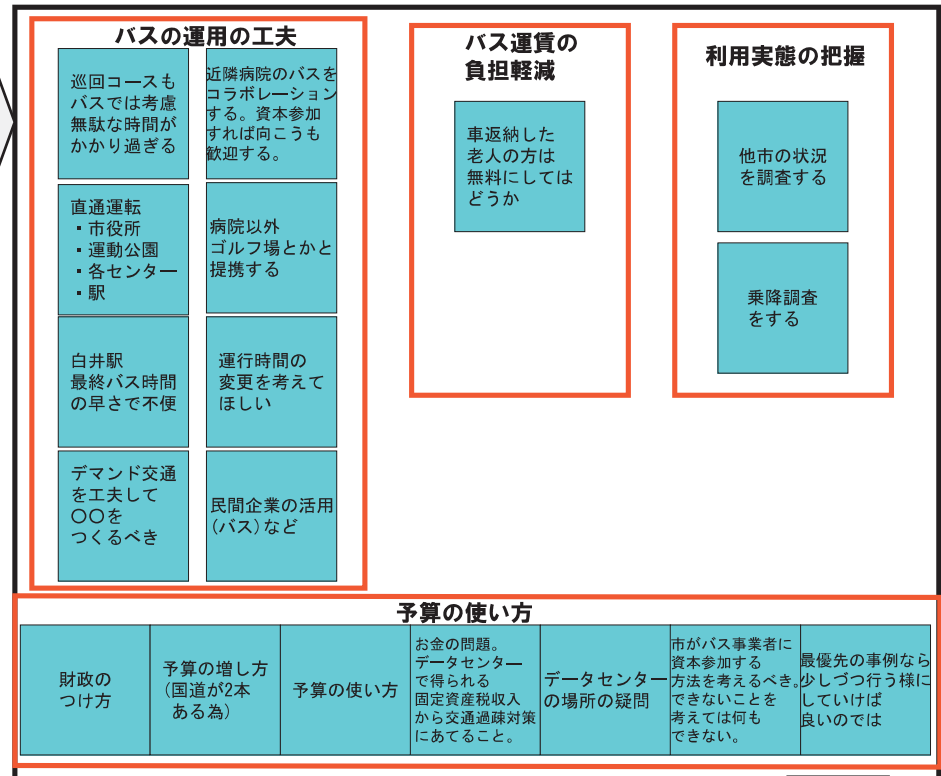 バスの運用の工夫
巡回コースも
バスでは考慮
無駄な時間が
かかり過ぎる
近隣病院のバスを
コラボレーション
する。資本参加
すれば向こうも
歓迎する。
直通運転
・市役所
・運動公園
・各センター
・駅
病院以外
ゴルフ場とかと
提携する
白井駅
最終バス時間
の早さで不便
運行時間の
変更を考えて
ほしい
デマンド交通
を工夫して
〇〇を
つくるべき
民間企業の活用
(バス)など
バス運賃の
負担軽減
車返納した
老人の方は
無料にしては
どうか
利用実態の把握
他市の状況
を調査する
乗降調査
をする
予算の使い方
財政の
つけ方
予算の増し方
(国道が2本
ある為)
予算の使い方
お金の問題。
データセンター
で得られる
固定資産税収入
から交通過疎対策
にあてること。
データセンター
の場所の疑問
市がバス事業者に
資本参加する
方法を考えるべき。
できないことを
考えては何も
できない。
最優先の事例なら
少しづつ行う様に
していけば
良いのでは